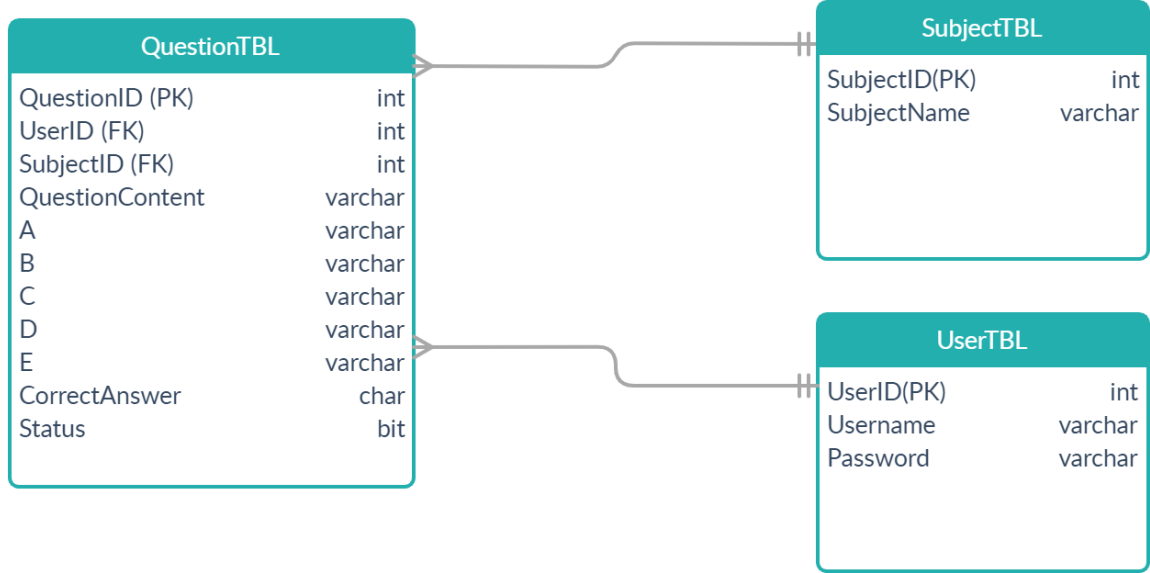 QuestionTBL
QuestionID (PK) int
UserID (FK) int
SubjectID (FK) int
QuestionContent varchar
A varchar
B varchar
C varchar
D varchar
E varchar
CorrectAnswer char
Status bit
SubjectTBL
SubjectID(PK) int
SubjectName varchar
UserTBL
UserID(PK) int
Username varchar
Password varchar